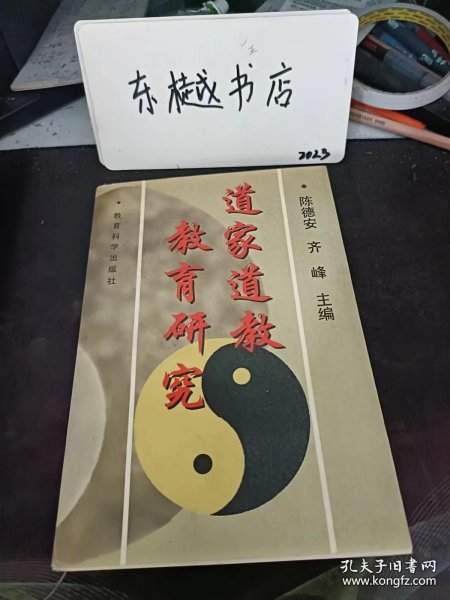 东樾书店
2023
道家道教
教育研究
• 陈德安 齐峰 主编
• 教育科学出版社
孔夫子旧书网
www.kongfz.com